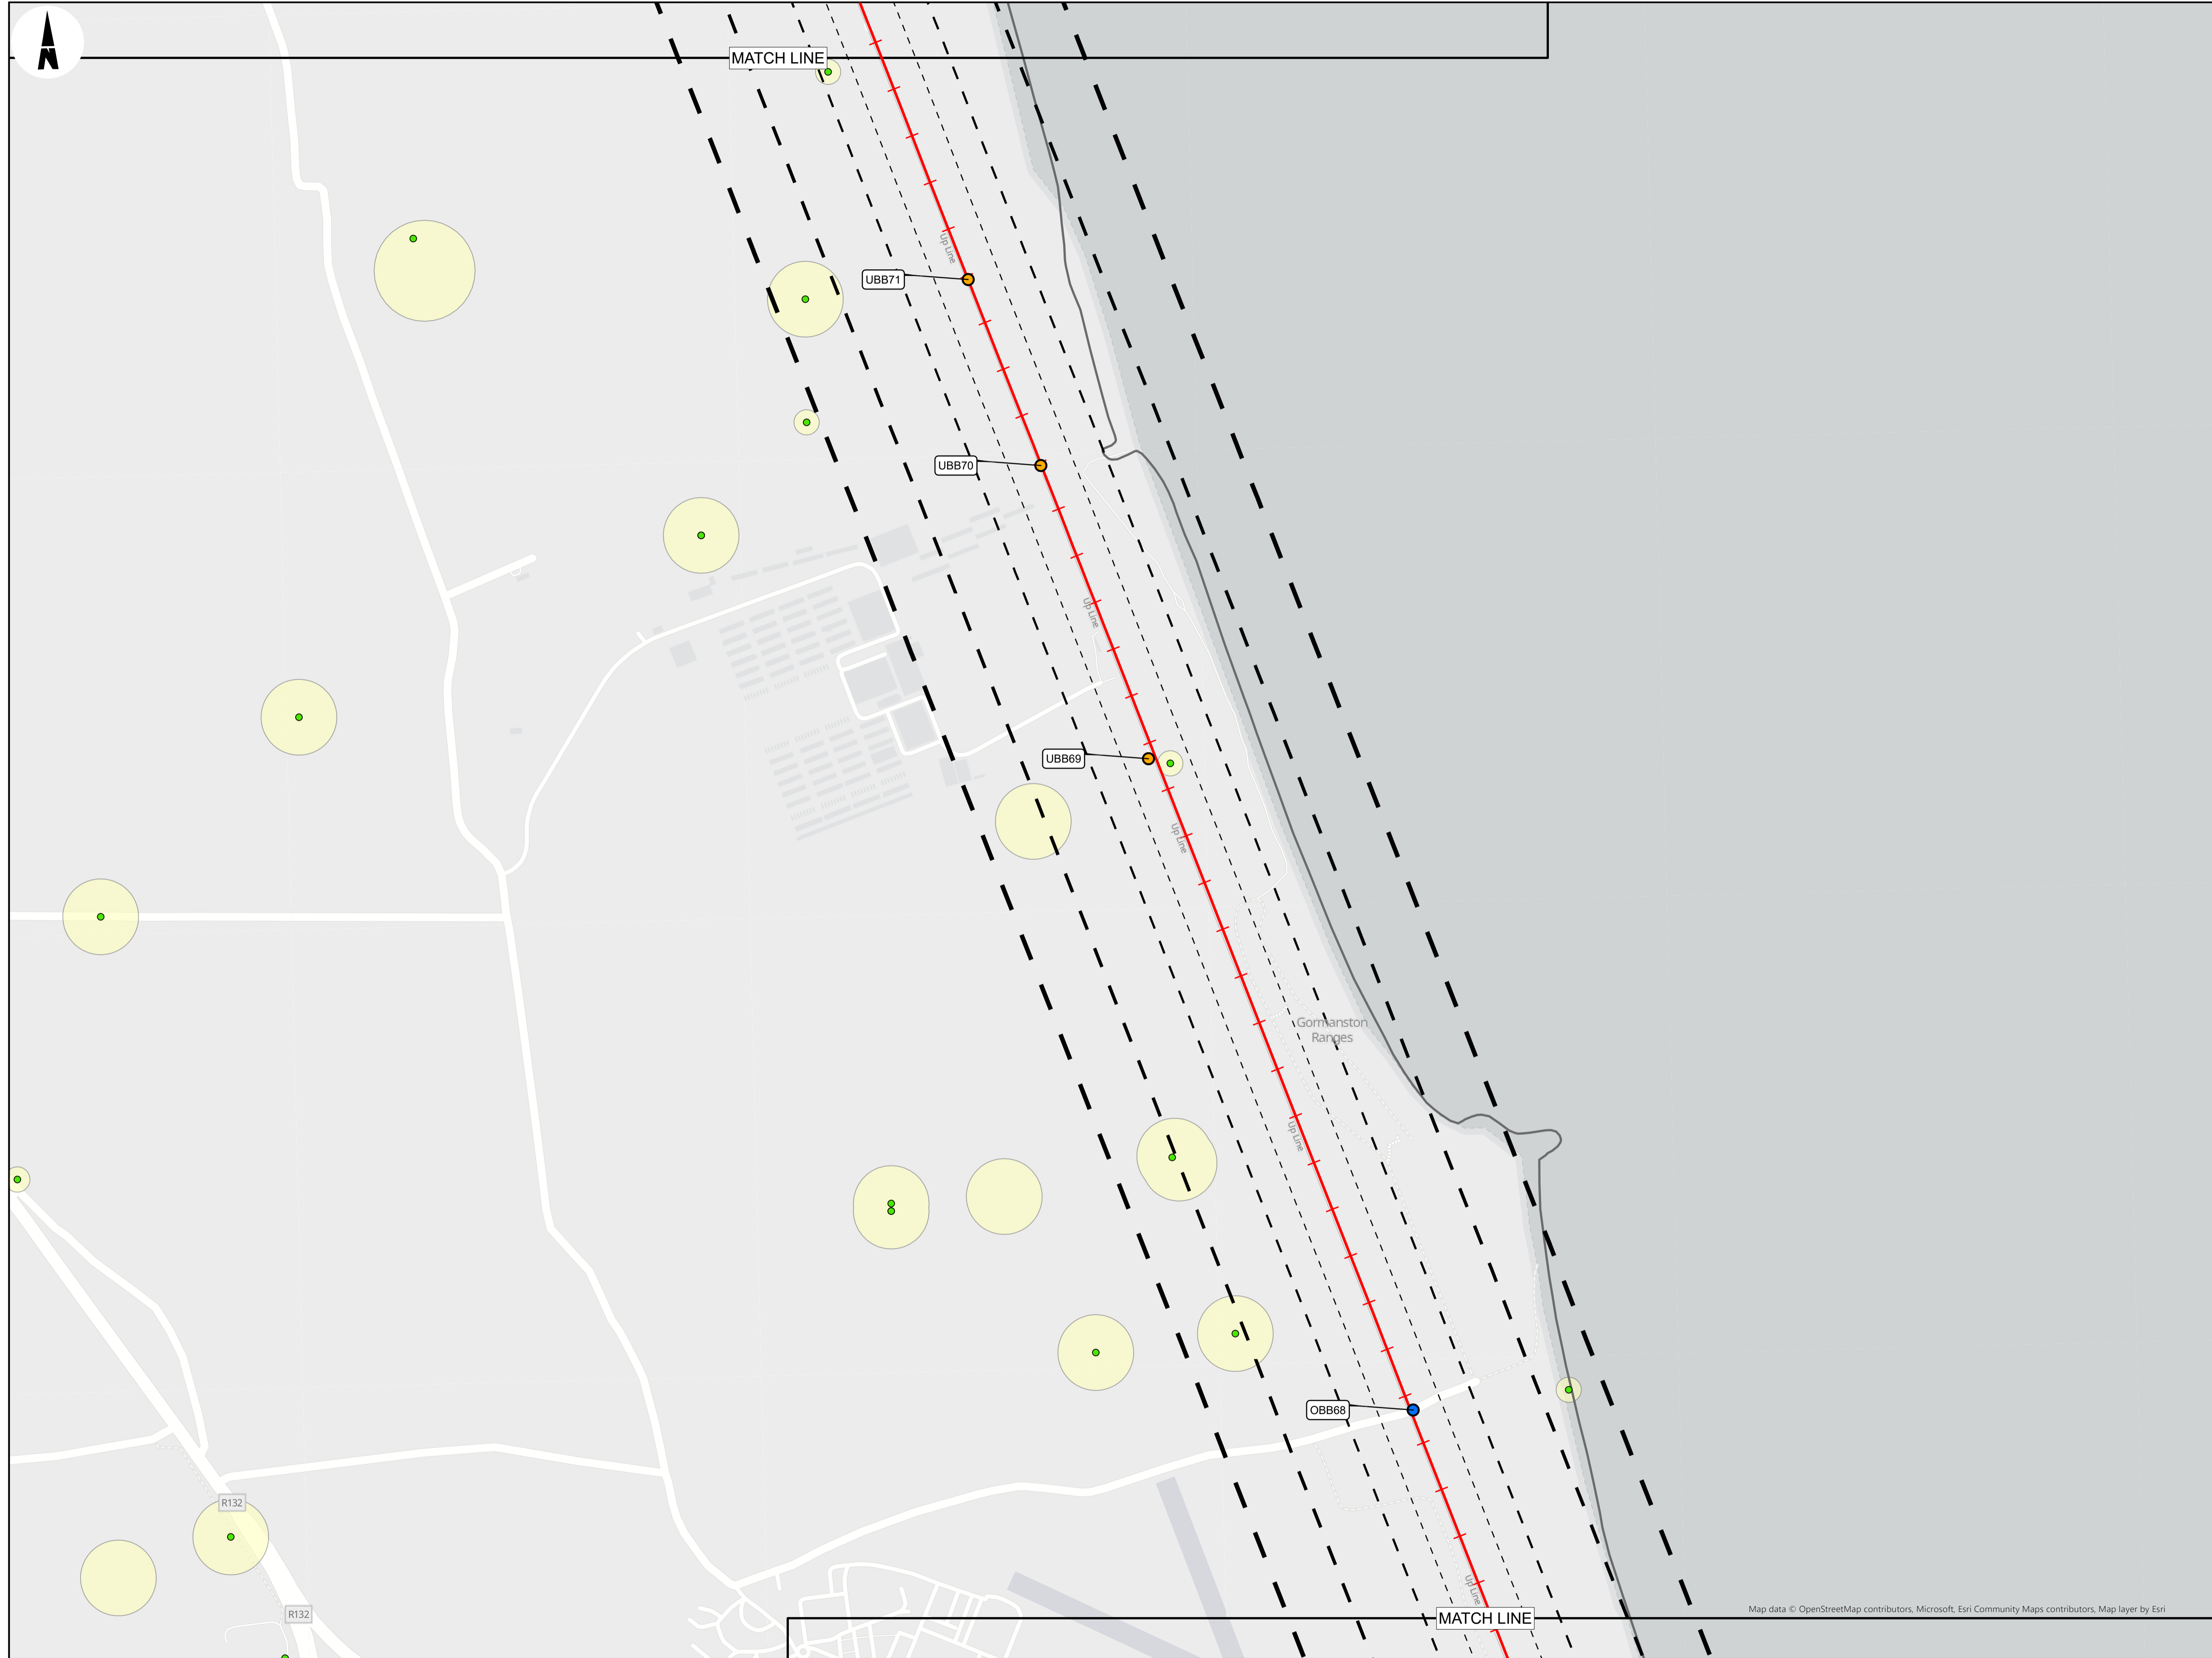 N
MATCH LINE
Up Line
UBB71
UBB70
Up Line
UBB69
Up Line
Gormanston
Ranges
Up Line
OBB68
R132
Up Line
R132
MATCH LINE
Map data © OpenStreetMap contributors, Microsoft, Esri Community Maps contributors, Map layer by Esri